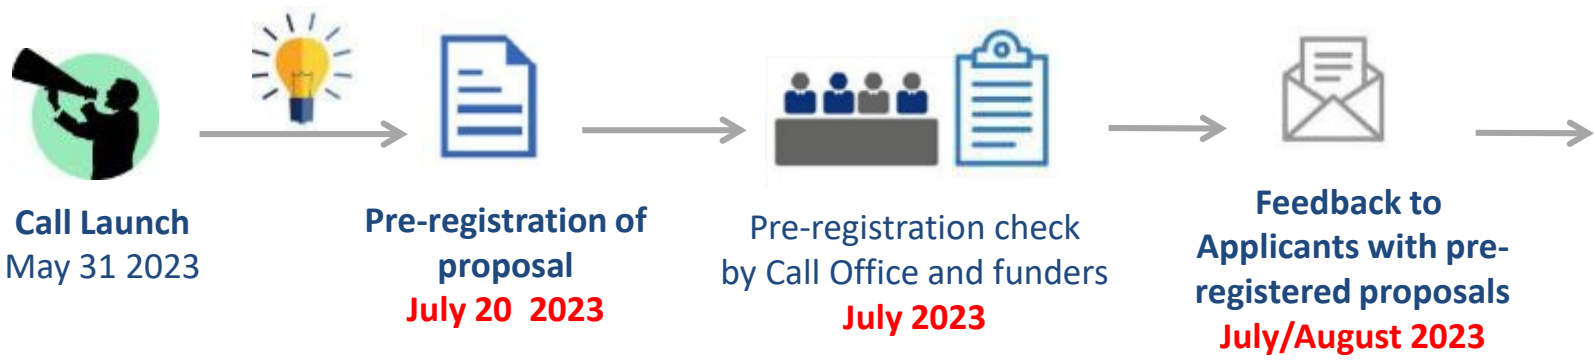 Call Launch
May 31 2023
Pre-registration of
proposal
July 20 2023
Pre-registration check
by Call Office and funders
July 2023
Feedback to
Applicants with pre-
registered proposals
July/August 2023